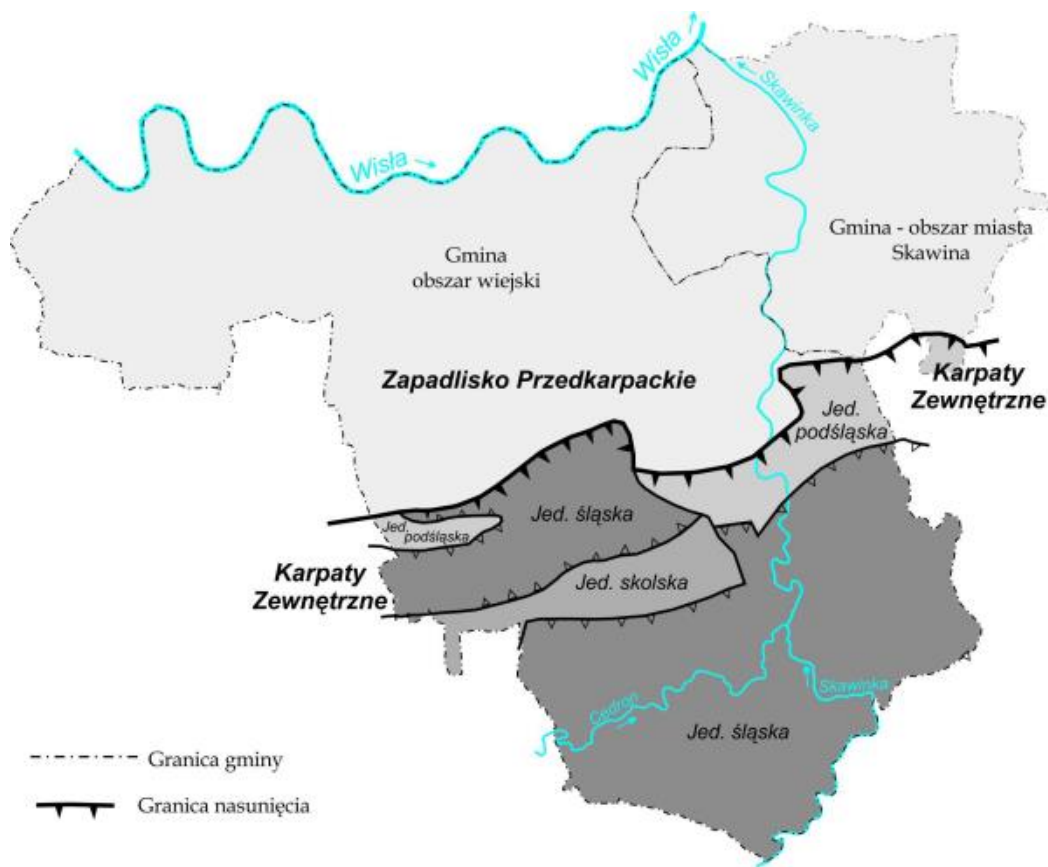 Wisła
Skawinka
Wisła
Gmina - obszar miasta
Skawina
Gmina
obszar wiejski
Zapadlisko Przedkarpackie
Karpaty
Zewnętrzne
Jed.
podśląska
Jed. śląska
Jed.
podśląska
Karpaty
Zewnętrzne
Jed. skolska
Cedron
Skawinka
Jed. śląska
Granica gminy
Granica nasunięcia